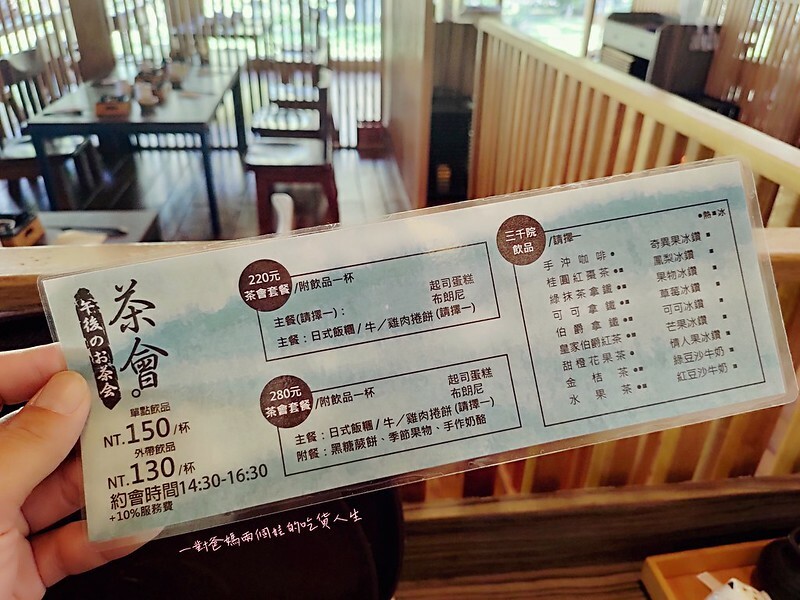 茶會。
午後のお茶会
單點飲品
NT.150/杯
外帶飲品
NT.130/杯
約會時間14:30-16:30
+10%服務費
220元
茶會套餐
/附飲品一杯
主餐(請擇一)：
起司蛋糕
布朗尼
主餐：日式飯糰/牛／雞肉捲餅(請擇一)
280元
茶會套餐
/附飲品一杯
起司蛋糕
布朗尼
主餐：日式飯糰/牛／雞肉捲餅(請擇一)
附餐：黑糖蕨餅、季節果物、手作奶酪
三千院
飲品
/請擇一
●熱■冰
手沖咖啡●
桂圓紅棗茶●■
綠抹茶拿鐵●■
可可拿鐵●■
伯爵拿鐵●■
皇家伯爵紅茶●■
甜橙花果茶●
金桔茶●■
水果茶●■
奇異果冰鑽■
鳳梨冰鑽■
果物冰鑽■
草莓冰鑽■
可可冰鑽■
芒果冰鑽■
情人果冰鑽■
綠豆沙牛奶■
紅豆沙牛奶■
一對爸媽兩個娃的吃貨人生